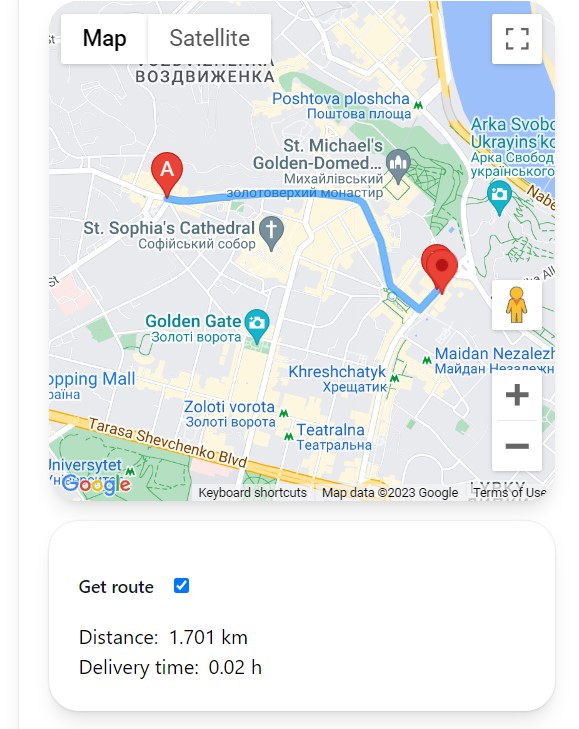 Map
Satellite
ВОЗДВИЖЕНКА
Poshtova ploshcha
Поштова площа
St. Michael's
Golden-Domed...
Михайлівський
золотоверхий монастир
Arka Svobo
Ukrayins'ko
Арка Свобод
українського
A
St. Sophia's Cathedral
Софійський собор
Golden Gate
Золоті ворота
Khreshchatyk
Хрещатик
Maidan Nezalezh
Майдан Незалежн
opping Mall
раїна
Zoloti vorota
Золоті ворота
Teatralna
Театральна
Tarasa Shevchenko Blvd
Universytet
Google
Keyboard shortcuts
Map data ©2023 Google
Terms of Use
Get route
Distance: 1.701 km
Delivery time: 0.02 h